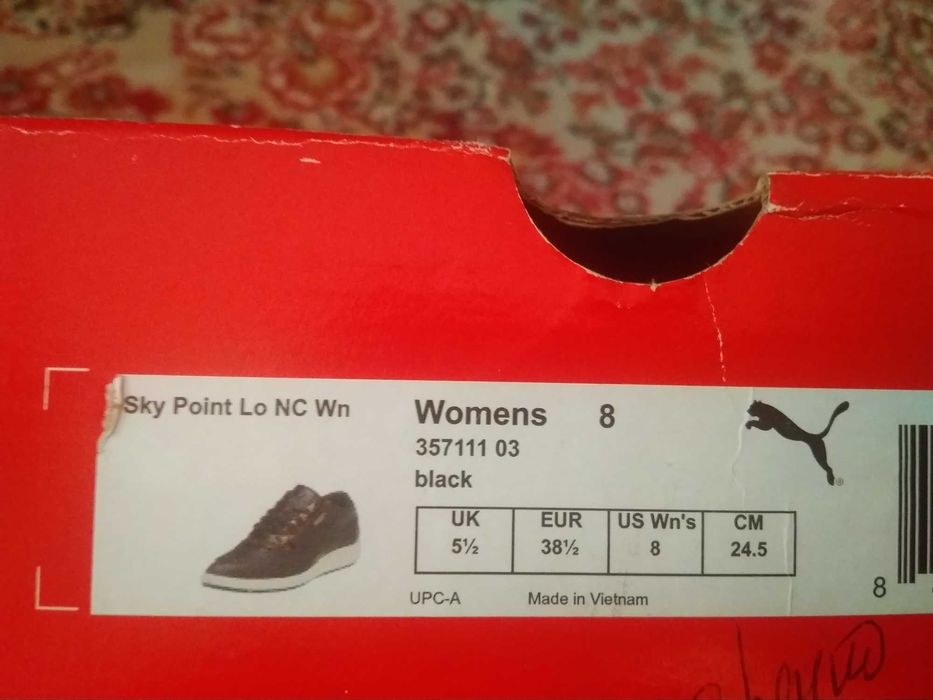 Sky Point Lo NC Wn
Womens 8
357111 03
black
UK EUR US Wn's CM
5½ 38½ 8 24.5
UPC-A Made in Vietnam
8